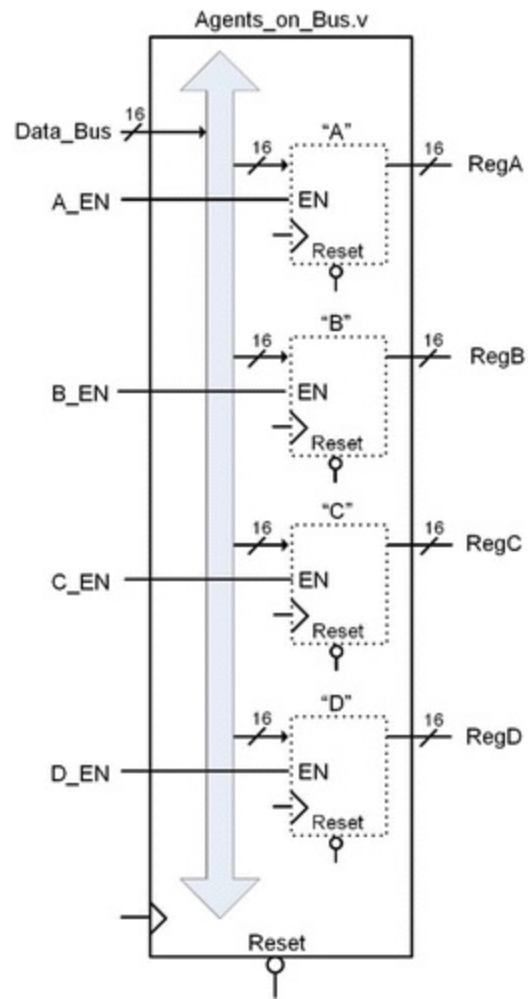 Agents_on_Bus.v
Data_Bus 16
16 "A" 16 RegA
A_EN EN
Reset
16 "B" 16 RegB
B_EN EN
Reset
16 "C" 16 RegC
C_EN EN
Reset
16 "D" 16 RegD
D_EN EN
Reset
Reset